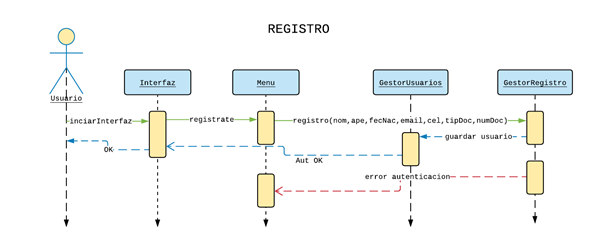 REGISTRO
Interfaz
Menu
GestorUsuarios
GestorRegistro
Usuario
inciarInterfaz
registrate
registro(nom,ape,fecNac,email,cel,tipDoc,numDoc)
guardar usuario
OK
Aut OK
error autenticacion